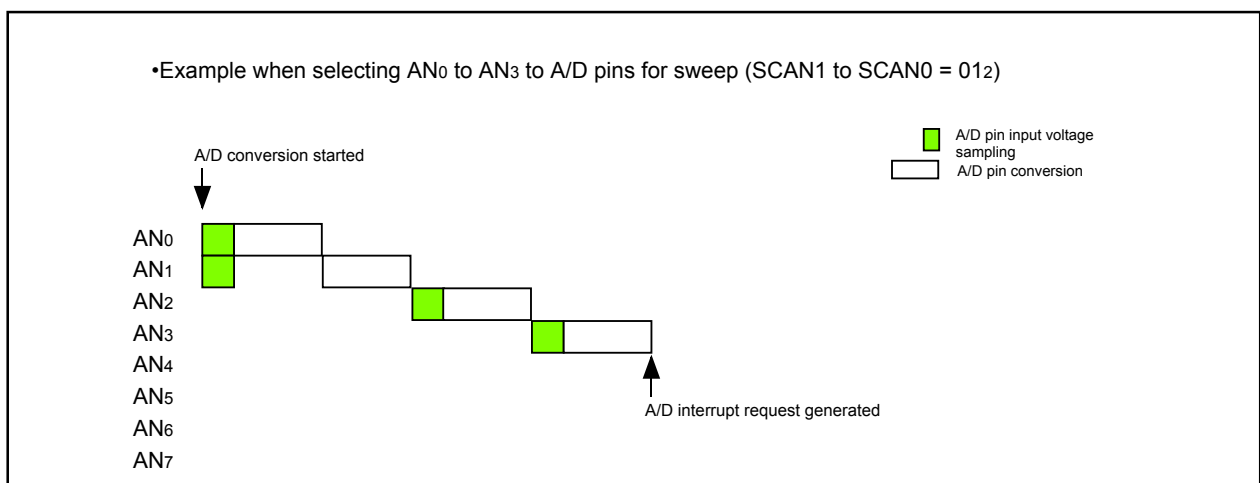 •Example when selecting AN0 to AN3 to A/D pins for sweep (SCAN1 to SCAN0 = 012)
A/D pin input voltage
sampling
A/D pin conversion
A/D conversion started
AN0
AN1
AN2
AN3
AN4
AN5
AN6
AN7
A/D interrupt request generated